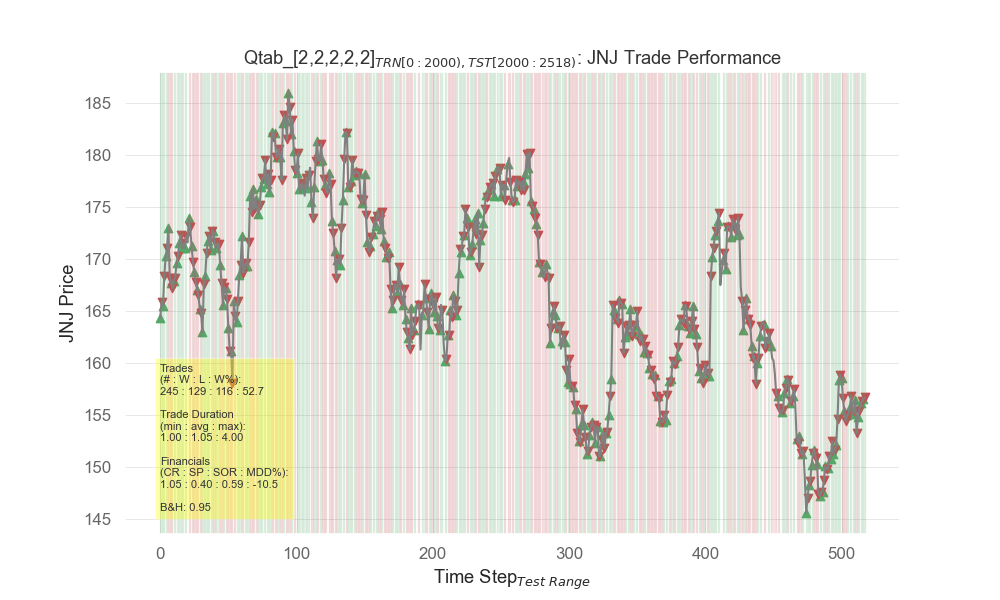 Qtab_[2,2,2,2,2]TRN[0:2000),TST[2000:2518): JNJ Trade Performance
JNJ Price
185
180
175
170
165
160
155
150
145
Trades
(# : W : L : W%):
245 : 129 : 116 : 52.7
Trade Duration
(min : avg : max):
1.00 : 1.05 : 4.00
Financials
(CR : SP : SOR : MDD%):
1.05 : 0.40 : 0.59 : -10.5
B&H: 0.95
0 100 200 300 400 500
Time StepTest Range